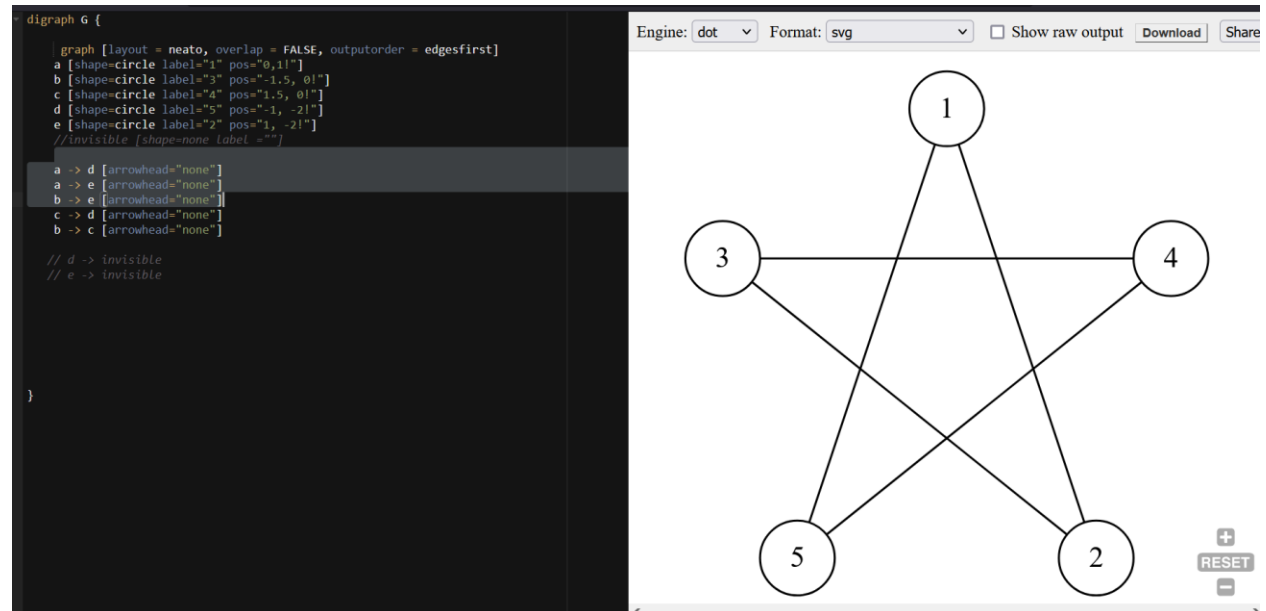 digraph G {
graph [layout = neato, overlap = FALSE, outputorder = edgesfirst]
a [shape=circle label="1" pos="0,1!"]
b [shape=circle label="3" pos="-1.5, 0!"]
c [shape=circle label="4" pos="1.5, 0!"]
d [shape=circle label="5" pos="-1, -2!"]
e [shape=circle label="2" pos="1, -2!"]
//invisible [shape=none label =""]
a -> d [arrowhead="none"]
a -> e [arrowhead="none"]
b -> e [arrowhead="none"]
c -> d [arrowhead="none"]
b -> c [arrowhead="none"]
// d -> invisible
// e -> invisible
}
Engine: dot Format: svg Show raw output Download Share
1
3 4
5 2
+
RESET
−